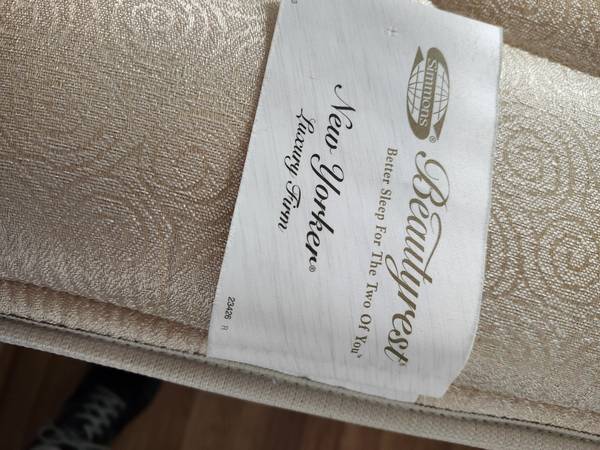 Simmons®
Beautyrest®
Better Sleep For The Two Of You®
New Yorker®
Luxury Firm
23426 R